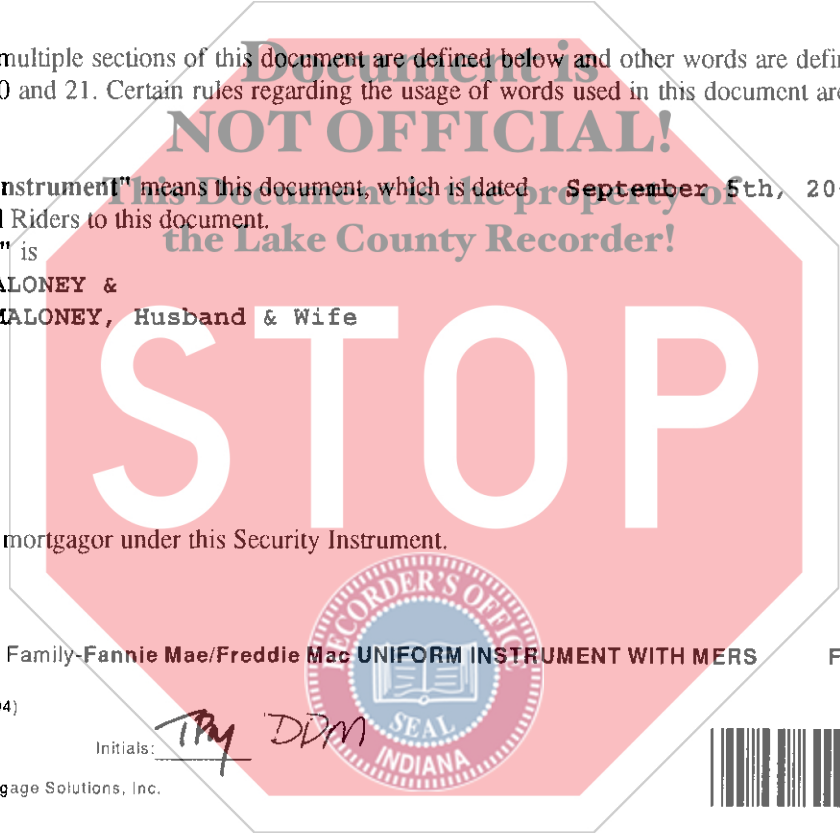 multiple sections of this document are defined below and other words are defin
Document is
0 and 21. Certain rules regarding the usage of words used in this document are
NOT OFFICIAL!
nstrument" means this document, which is dated September 5th, 20
This Document is the property of
Riders to this document.
the Lake County Recorder!
" is
ALONEY &
MALONEY, Husband & Wife
STOP
mortgagor under this Security Instrument.
RECORDER'S OFFICE
SEAL
INDIANA
Family-Fannie Mae/Freddie Mac UNIFORM INSTRUMENT WITH MERS F
4)
Initials: TPM DDM
gage Solutions, Inc.